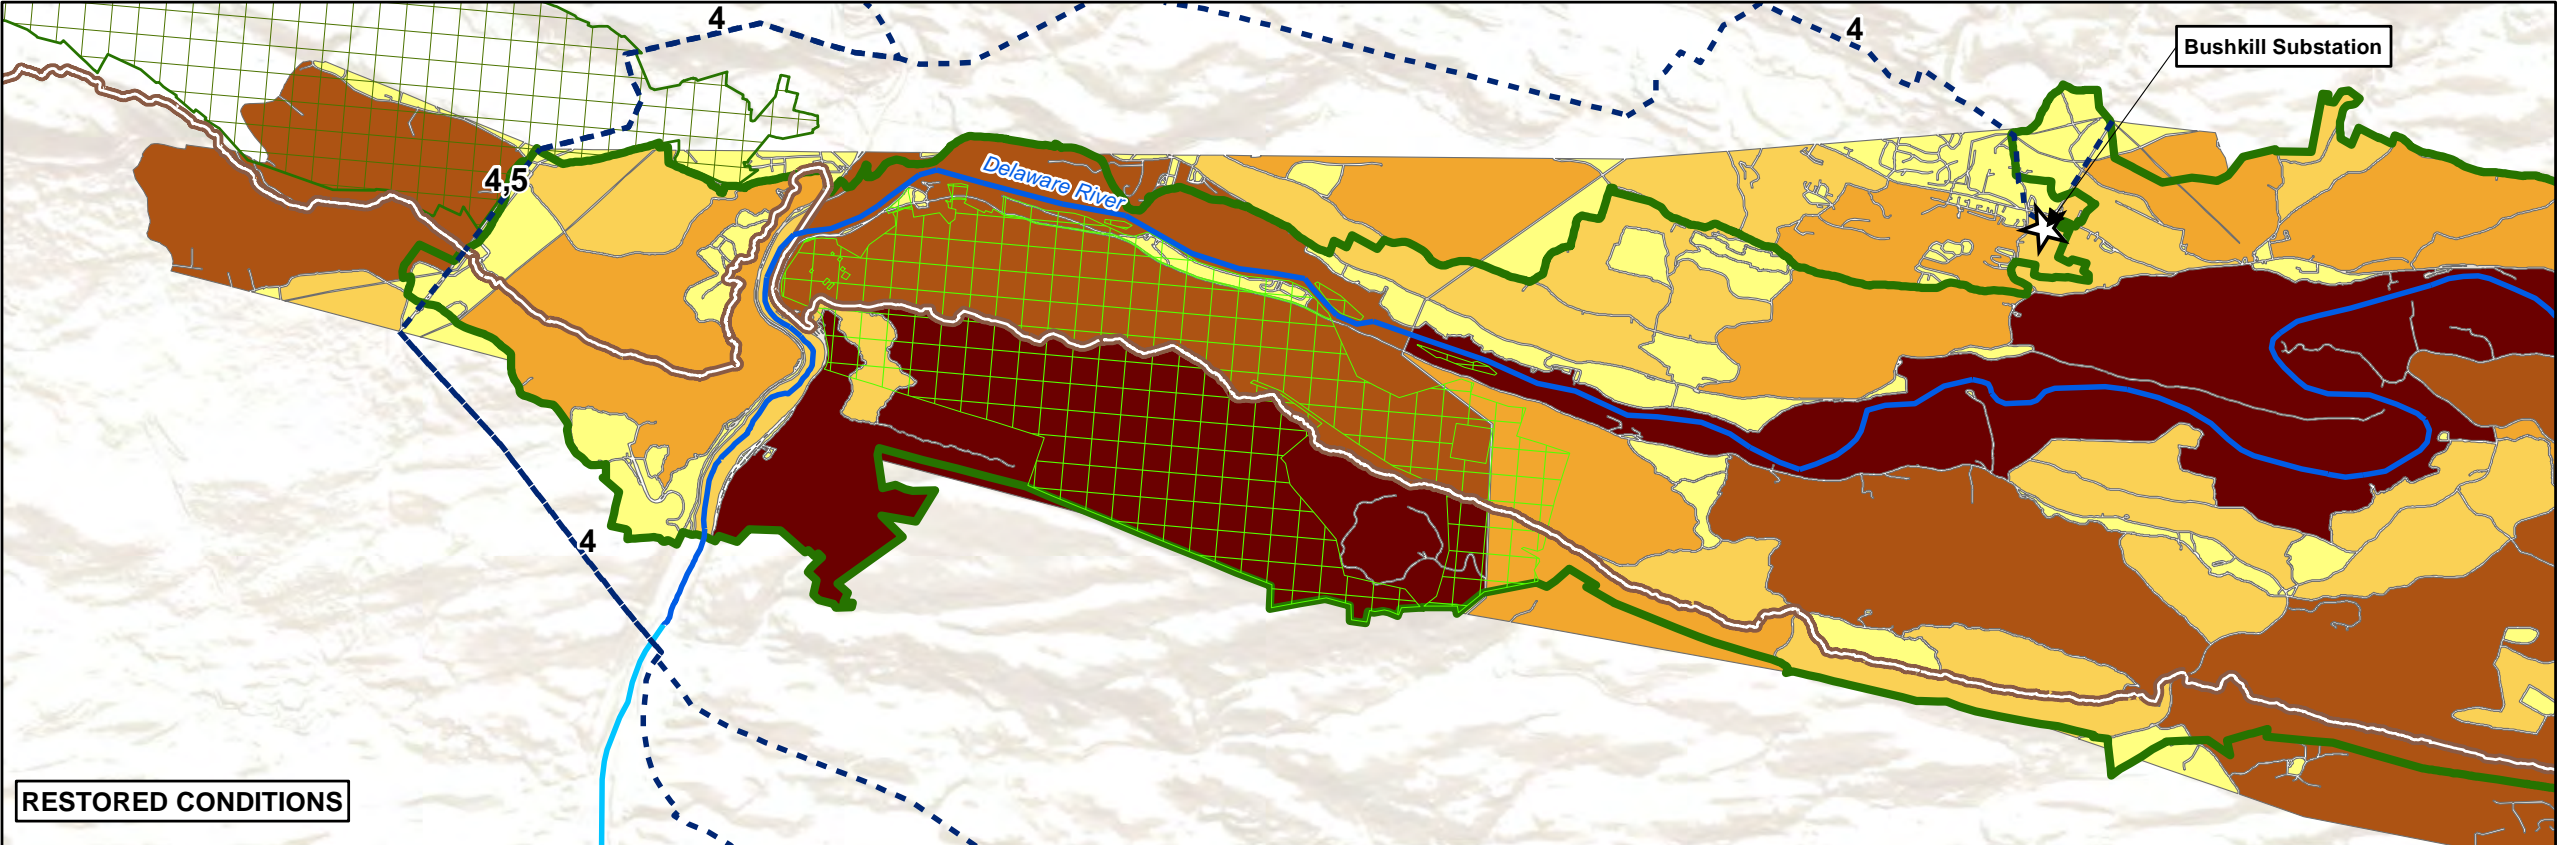 4
4
Bushkill Substation
Delaware River
4,5
4
RESTORED CONDITIONS